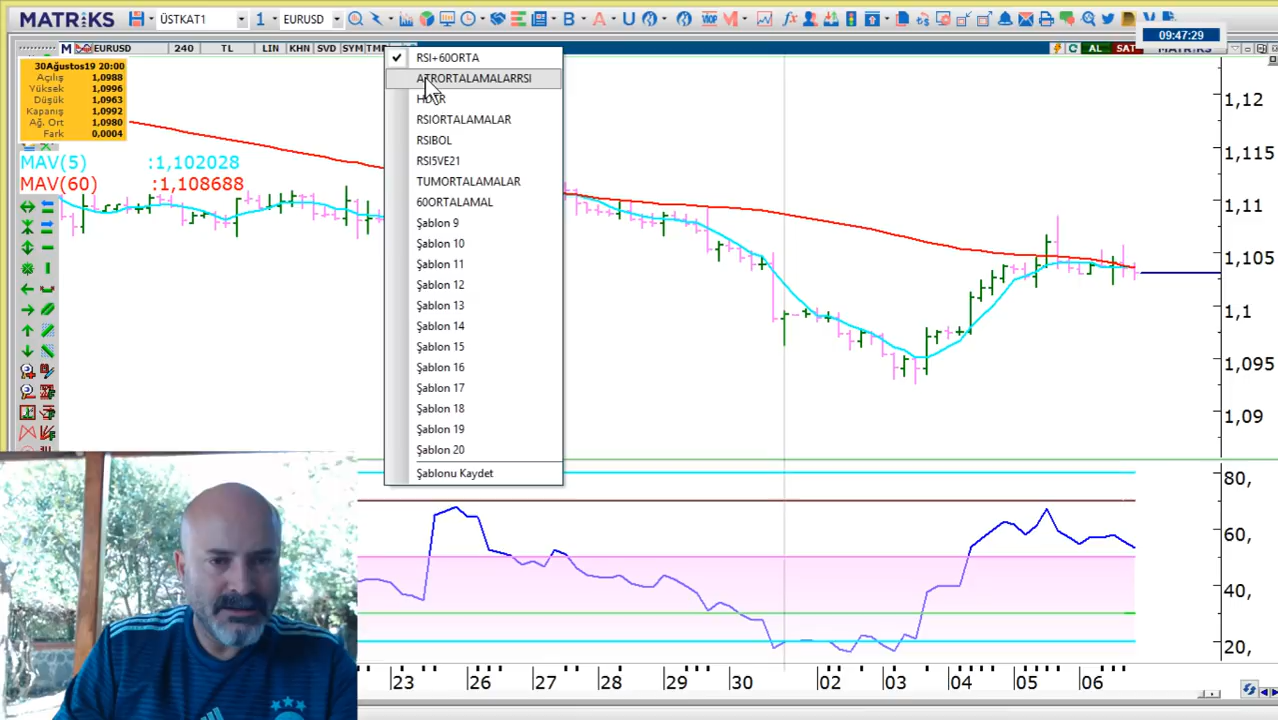 MATRiKS
ÜSTKAT1
1
EURUSD
B
A
U
M
fx
09:47:29
M
EURUSD
240
TL
LIN
KHN
SVD
SYM
TMP
AL
SAT
MATRiKS
30Ağustos19 20:00
Açılış 1,0988
Yüksek 1,0996
Düşük 1,0963
Kapanış 1,0992
Ağ. Ort 1,0980
Fark 0,0004
MAV(5) :1,102028
MAV(60) :1,108688
RSI+60ORTA
ATRORTALAMALARRSI
RSIORTALAMALAR
RSIBOL
RSI5VE21
TUMORTALAMALAR
60ORTALAMAL
Şablon 9
Şablon 10
Şablon 11
Şablon 12
Şablon 13
Şablon 14
Şablon 15
Şablon 16
Şablon 17
Şablon 18
Şablon 19
Şablon 20
Şablonu Kaydet
1,12
1,115
1,11
1,105
1,1
1,095
1,09
80,
60,
40,
20,
23
26
27
28
29
30
02
03
04
05
06